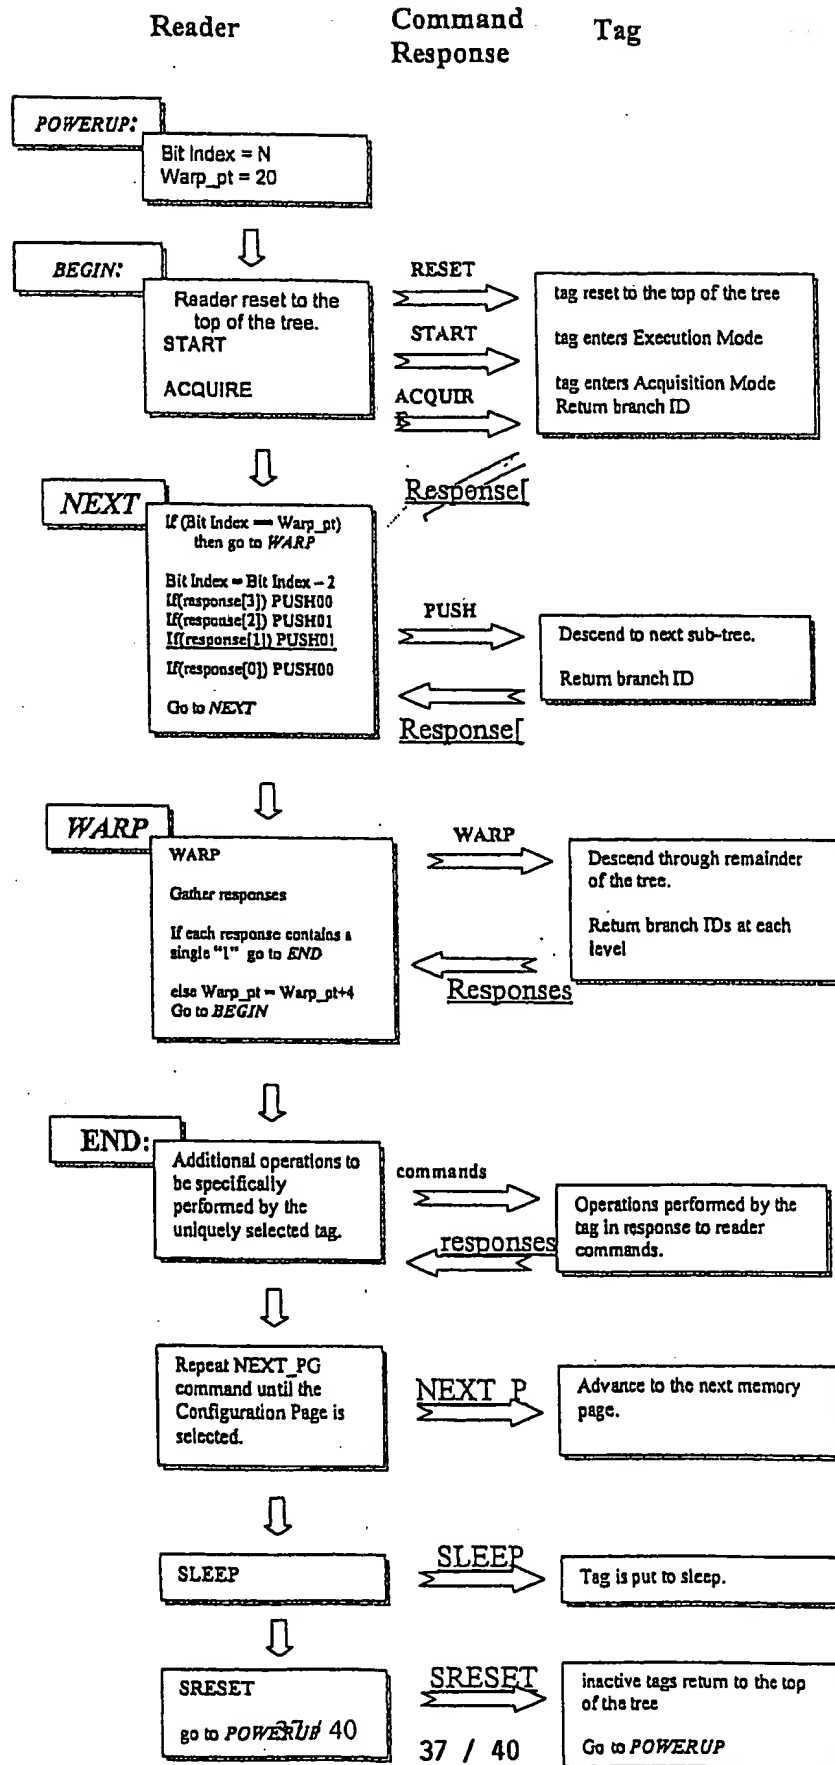 Reader
Command
Response
Tag
POWERUP:
Bit Index = N
Warp_pt = 20
BEGIN:
Reader reset to the
top of the tree.
START
ACQUIRE
RESET
START
ACQUIR
E
tag reset to the top of the tree
tag enters Execution Mode
tag enters Acquisition Mode
Return branch ID
Response[
NEXT
If (Bit Index == Warp_pt)
then go to WARP
Bit Index = Bit Index - 2
If(response[3]) PUSH00
If(response[2]) PUSH01
If(response[1]) PUSH01
If(response[0]) PUSH00
Go to NEXT
PUSH
Response[
Descend to next sub-tree.
Return branch ID
WARP
WARP
Gather responses
If each response contains a
single "1" go to END
else Warp_pt = Warp_pt+4
Go to BEGIN
WARP
Responses
Descend through remainder
of the tree.
Return branch IDs at each
level
END:
Additional operations to
be specifically
performed by the
uniquely selected tag.
commands
responses
Operations performed by the
tag in response to reader
commands.
Repeat NEXT_PG
command until the
Configuration Page is
selected.
NEXT P
Advance to the next memory
page.
SLEEP
SLEEP
Tag is put to sleep.
SRESET
go to POWERUP
37 / 40
SRESET
inactive tags return to the top
of the tree
Go to POWERUP
37 / 40